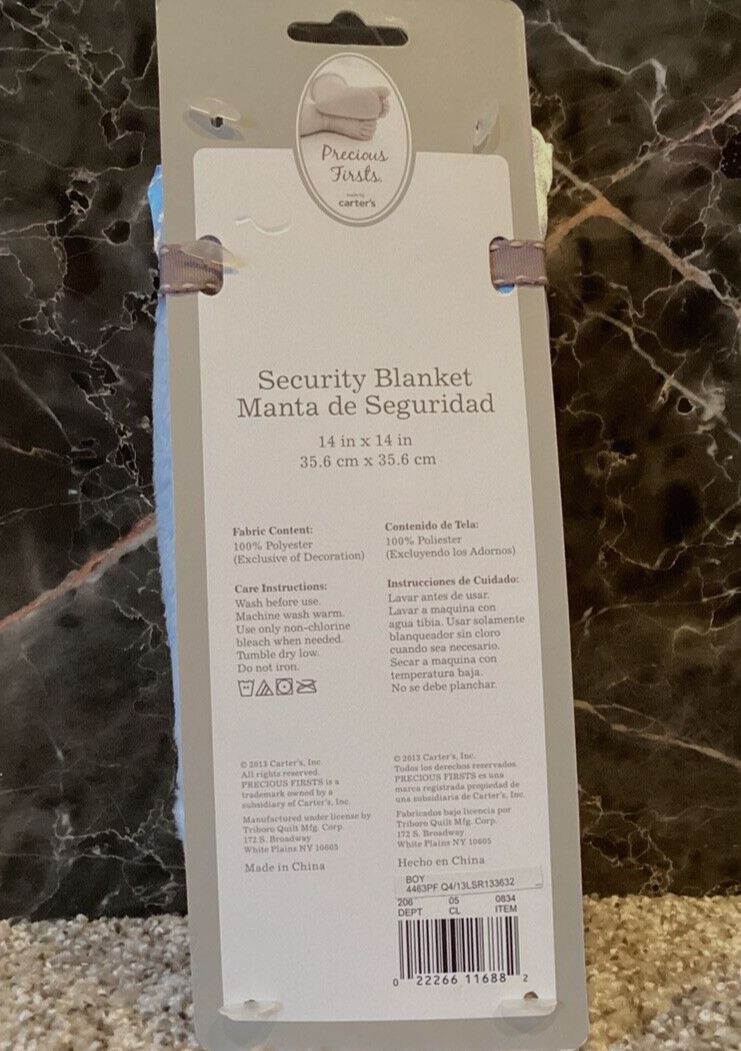 Precious
Firsts.
made by
carter's
Security Blanket
Manta de Seguridad
14 in x 14 in
35.6 cm x 35.6 cm
Fabric Content:
100% Polyester
(Exclusive of Decoration)
Care Instructions:
Wash before use.
Machine wash warm.
Use only non-chlorine
bleach when needed.
Tumble dry low.
Do not iron.
Contenido de Tela:
100% Poliester
(Excluyendo los Adornos)
Instrucciones de Cuidado:
Lavar antes de usar.
Lavar a maquina con
agua tibia. Usar solamente
blanqueador sin cloro
cuando sea necesario.
Secar a maquina con
temperatura baja.
No se debe planchar.
© 2013 Carter's, Inc.
All rights reserved.
PRECIOUS FIRSTS is a
trademark owned by a
subsidiary of Carter's, Inc.
Manufactured under license by
Triboro Quilt Mfg. Corp.
172 S. Broadway
White Plains NY 10605
Made in China
© 2013 Carter's, Inc.
Todos los derechos reservados.
PRECIOUS FIRSTS es una
marca registrada propiedad de
una subsidiaria de Carter's, Inc.
Fabricados bajo licencia por
Triboro Quilt Mfg. Corp.
172 S. Broadway
White Plains NY 10605
Hecho en China
BOY
4463PF Q4/13LSR133632
206 05 0834
DEPT CL ITEM
0 22266 11688 2